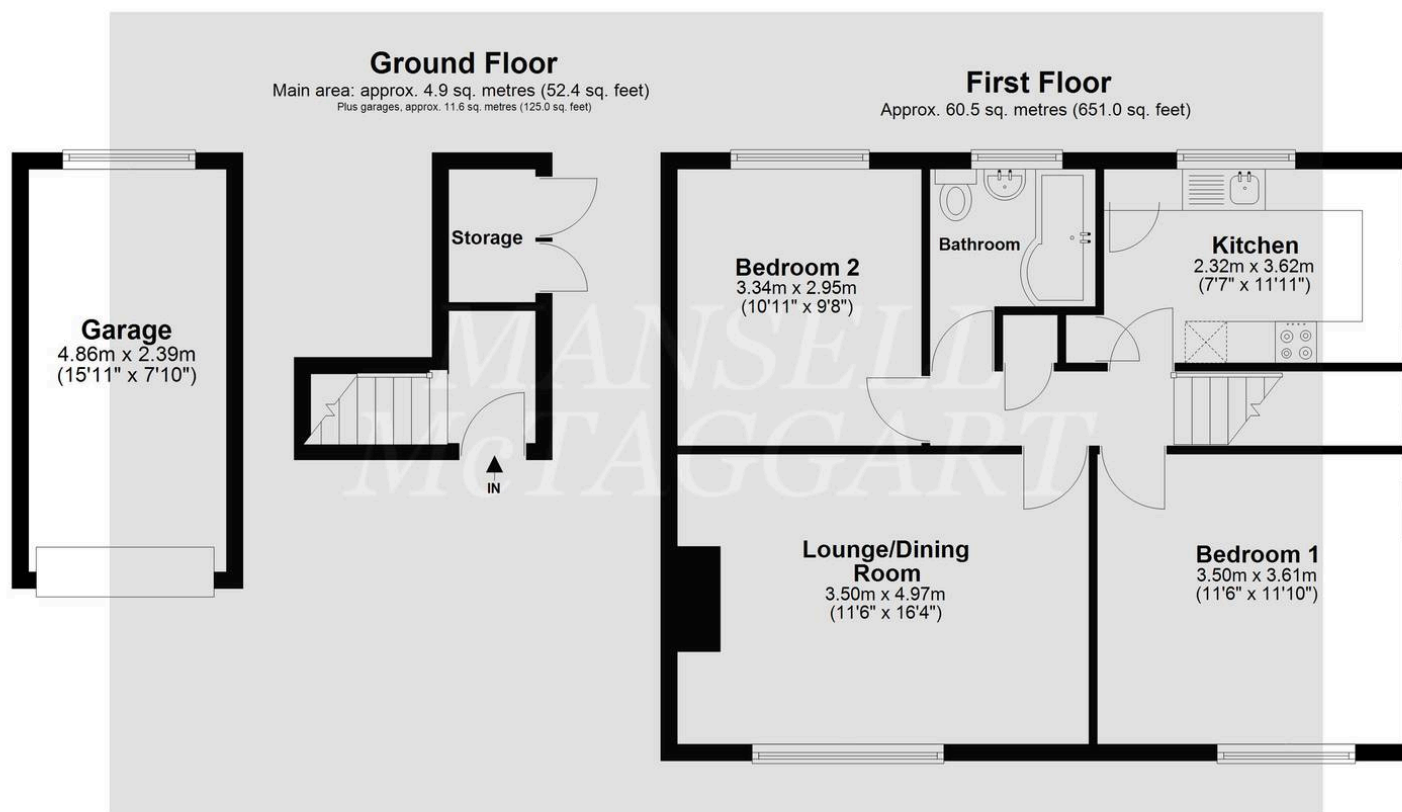 Ground Floor
Main area: approx. 4.9 sq. metres (52.4 sq. feet)
Plus garages, approx. 11.6 sq. metres (125.0 sq. feet)
First Floor
Approx. 60.5 sq. metres (651.0 sq. feet)
Garage
4.86m x 2.39m
(15'11" x 7'10")
Storage
IN
Bedroom 2
3.34m x 2.95m
(10'11" x 9'8")
Bathroom
Kitchen
2.32m x 3.62m
(7'7" x 11'11")
Lounge/Dining
Room
3.50m x 4.97m
(11'6" x 16'4")
Bedroom 1
3.50m x 3.61m
(11'6" x 11'10")
MANSELL
McTAGGART